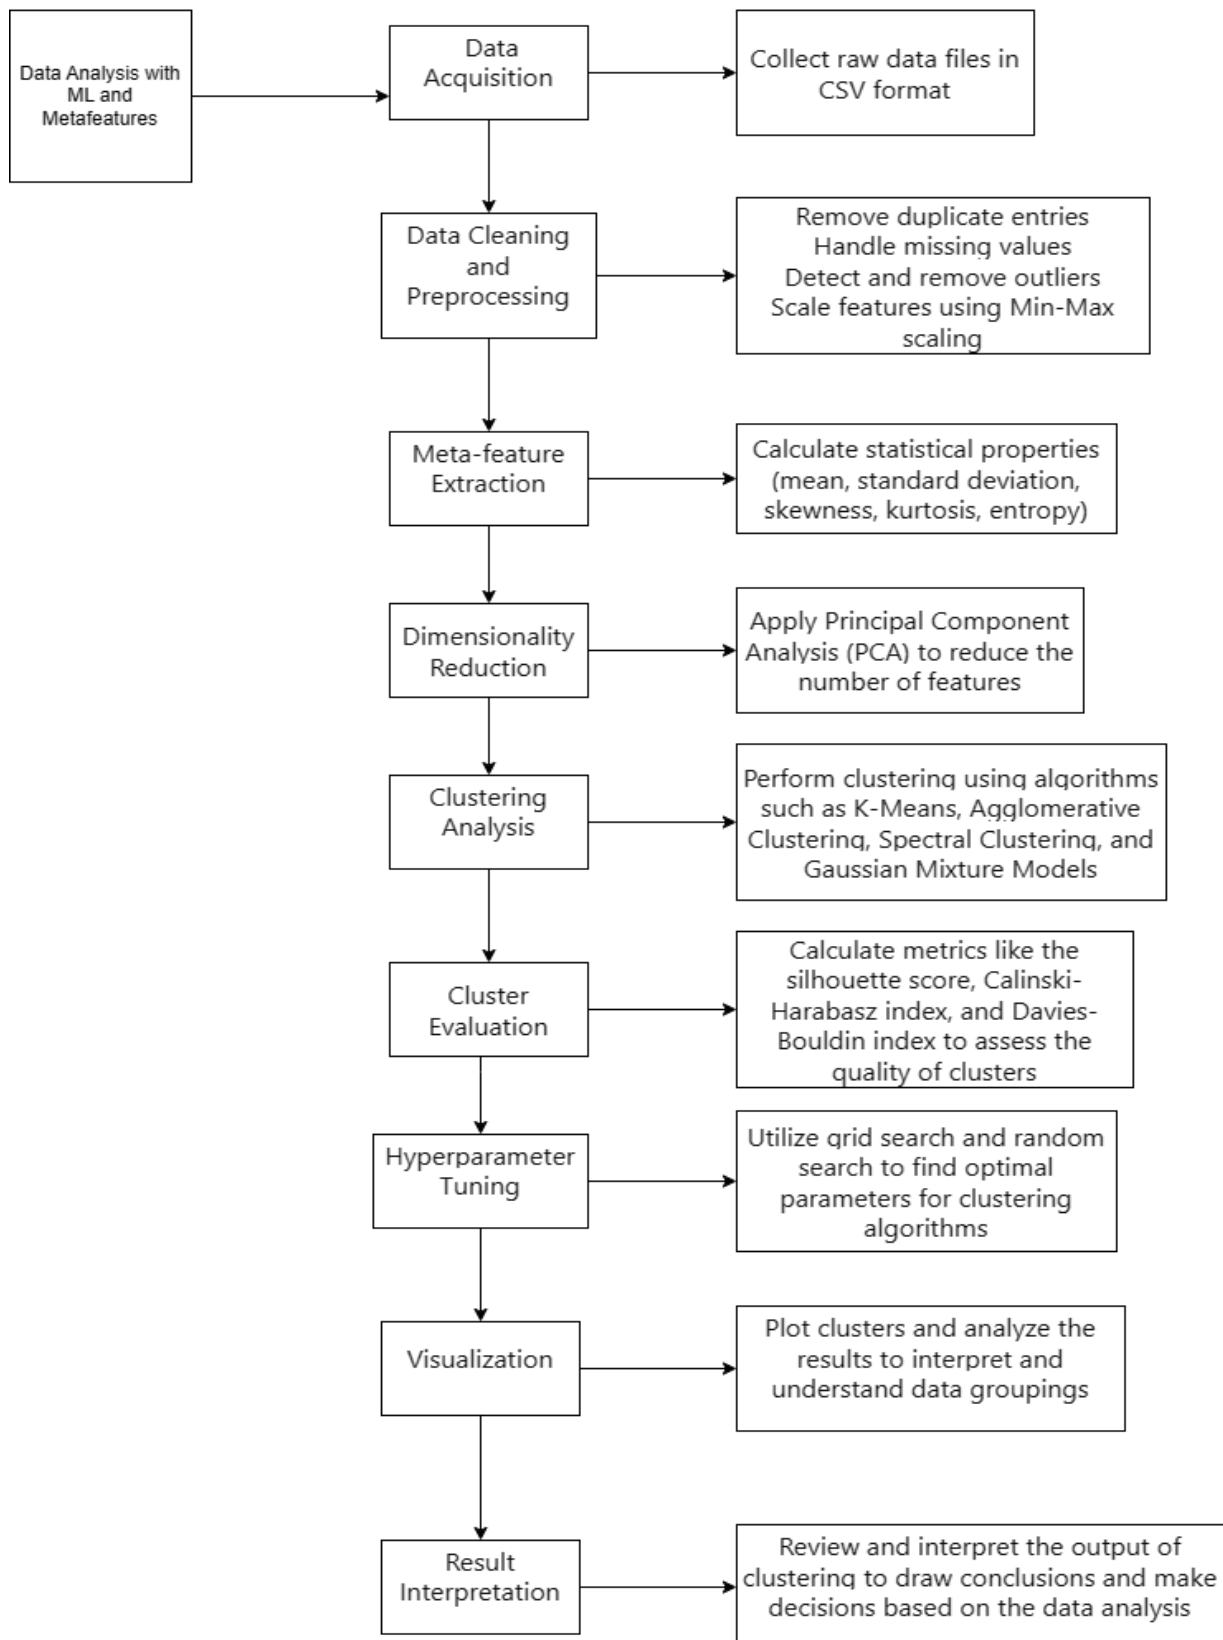 Data Analysis with
ML and
Metafeatures
Data
Acquisition
Collect raw data files in
CSV format
Data Cleaning
and
Preprocessing
Remove duplicate entries
Handle missing values
Detect and remove outliers
Scale features using Min-Max
scaling
Meta-feature
Extraction
Calculate statistical properties
(mean, standard deviation,
skewness, kurtosis, entropy)
Dimensionality
Reduction
Apply Principal Component
Analysis (PCA) to reduce the
number of features
Clustering
Analysis
Perform clustering using algorithms
such as K-Means, Agglomerative
Clustering, Spectral Clustering, and
Gaussian Mixture Models
Cluster
Evaluation
Calculate metrics like the
silhouette score, Calinski-
Harabasz index, and Davies-
Bouldin index to assess the
quality of clusters
Hyperparameter
Tuning
Utilize grid search and random
search to find optimal
parameters for clustering
algorithms
Visualization
Plot clusters and analyze the
results to interpret and
understand data groupings
Result
Interpretation
Review and interpret the output of
clustering to draw conclusions and make
decisions based on the data analysis